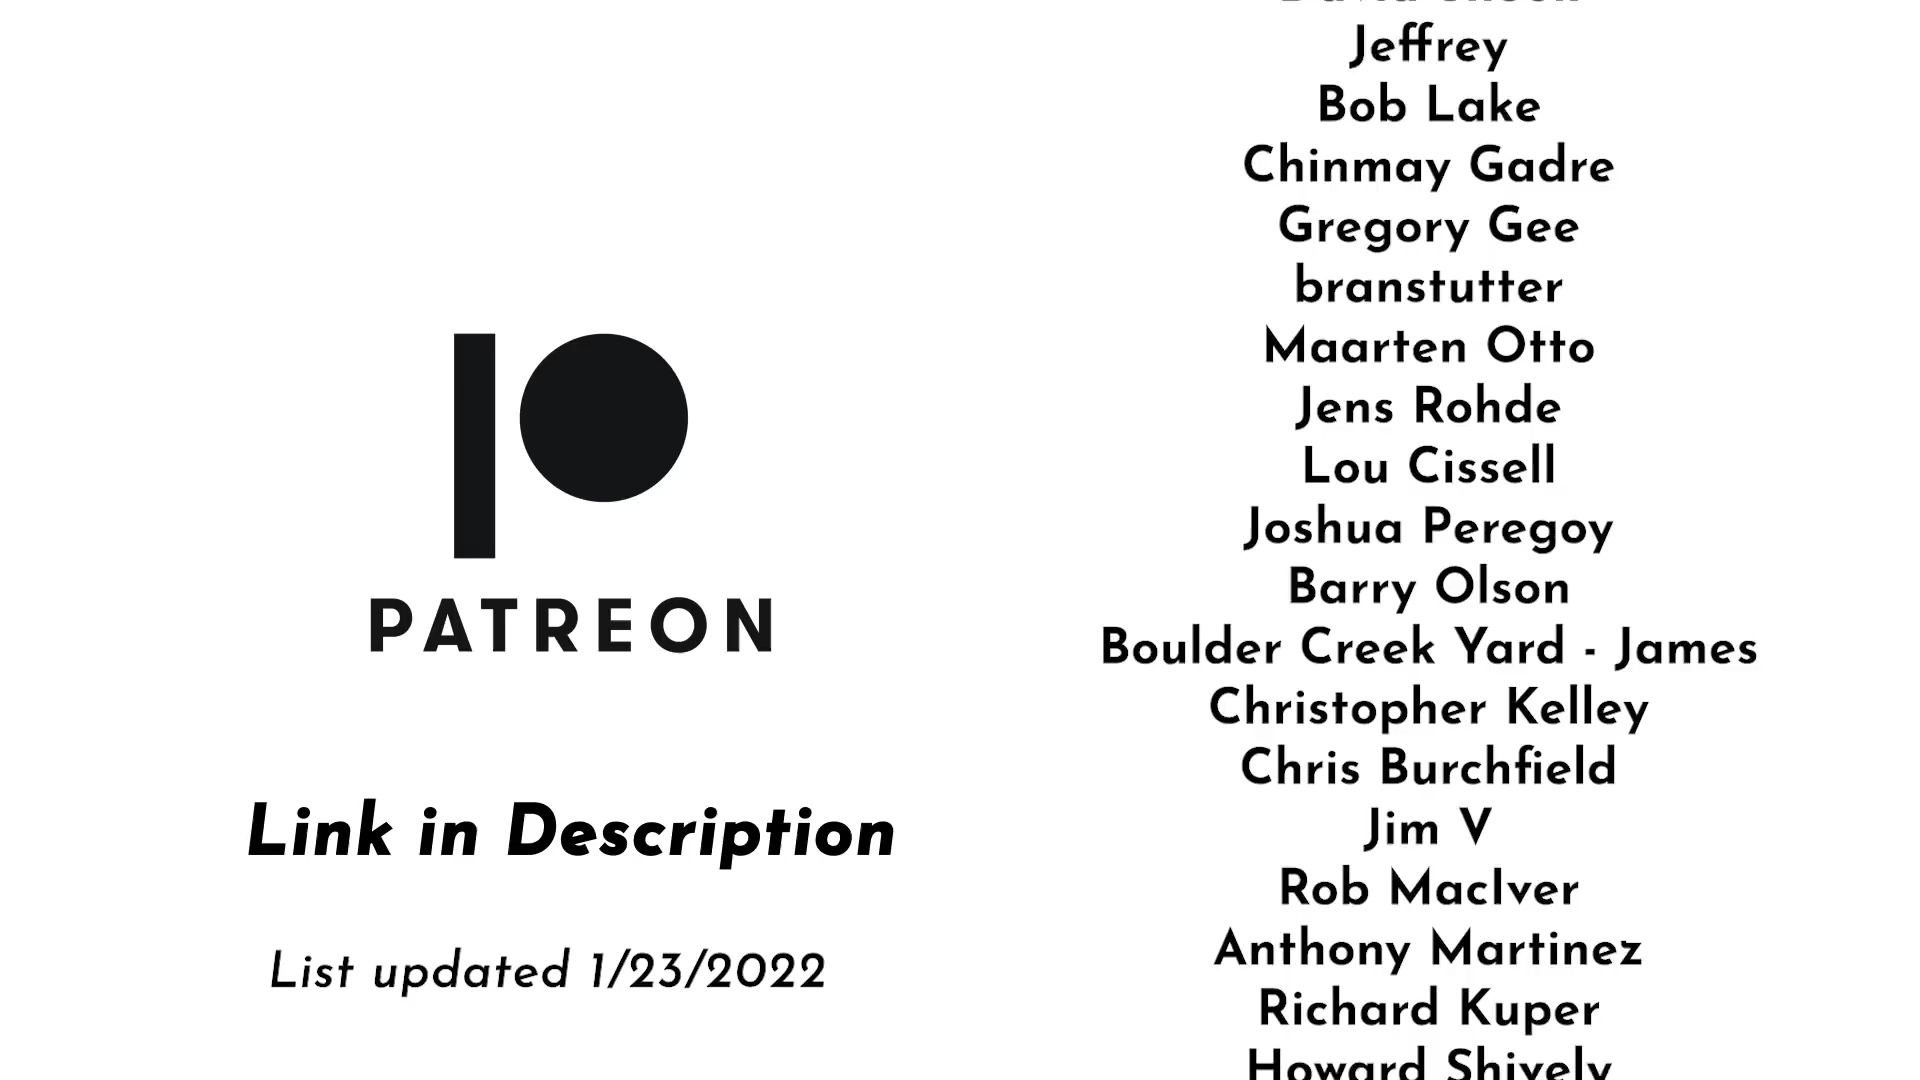 PATREON
Link in Description
List updated 1/23/2022
Jeffrey
Bob Lake
Chinmay Gadre
Gregory Gee
branstutter
Maarten Otto
Jens Rohde
Lou Cissell
Joshua Peregoy
Barry Olson
Boulder Creek Yard - James
Christopher Kelley
Chris Burchfield
Jim V
Rob MacIver
Anthony Martinez
Richard Kuper
Howard Shively